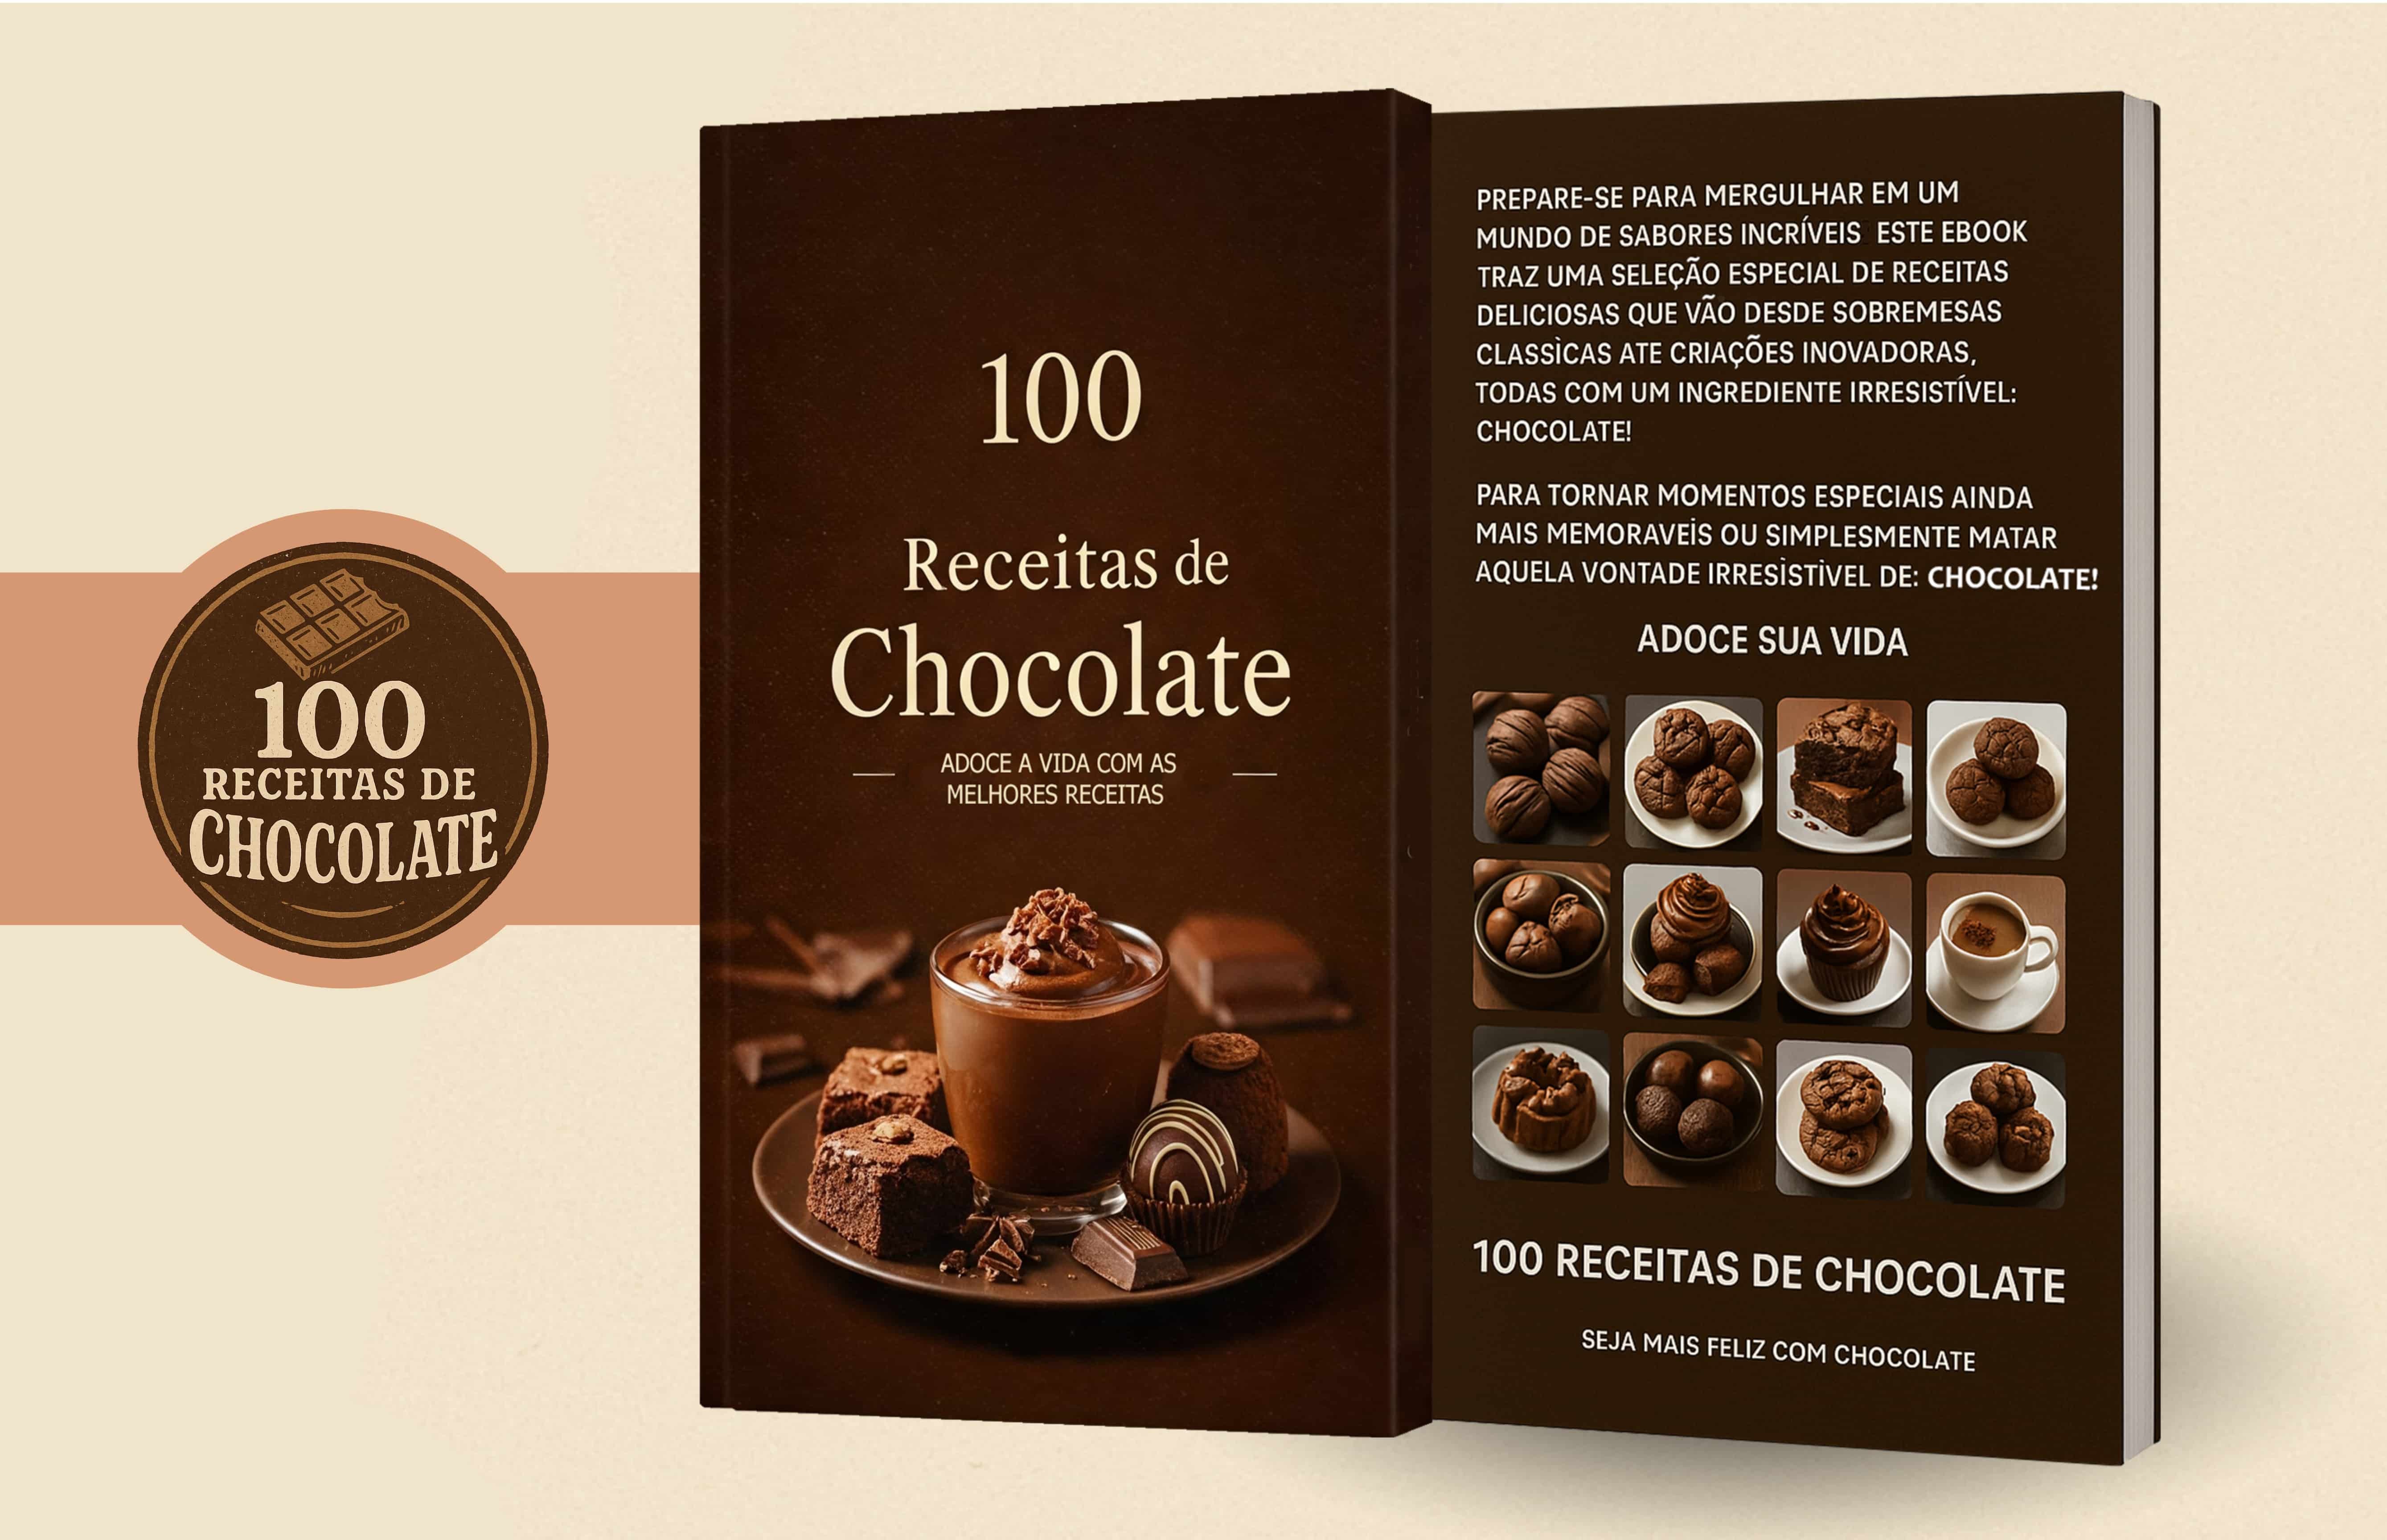 100
RECEITAS DE
CHOCOLATE
100
Receitas de
Chocolate
ADOCE A VIDA COM AS
MELHORES RECEITAS
PREPARE-SE PARA MERGULHAR EM UM
MUNDO DE SABORES INCRÍVEIS ESTE EBOOK
TRAZ UMA SELEÇÃO ESPECIAL DE RECEITAS
DELICIOSAS QUE VÃO DESDE SOBREMESAS
CLASSÌCAS ATE CRIAÇÕES INOVADORAS,
TODAS COM UM INGREDIENTE IRRESISTÍVEL:
CHOCOLATE!
PARA TORNAR MOMENTOS ESPECIAIS AINDA
MAIS MEMORAVEİS OU SIMPLESMENTE MATAR
AQUELA VONTADE IRRESÌSTÌVEL DE: CHOCOLATE!
ADOCE SUA VIDA
100 RECEITAS DE CHOCOLATE
SEJA MAIS FELIZ COM CHOCOLATE